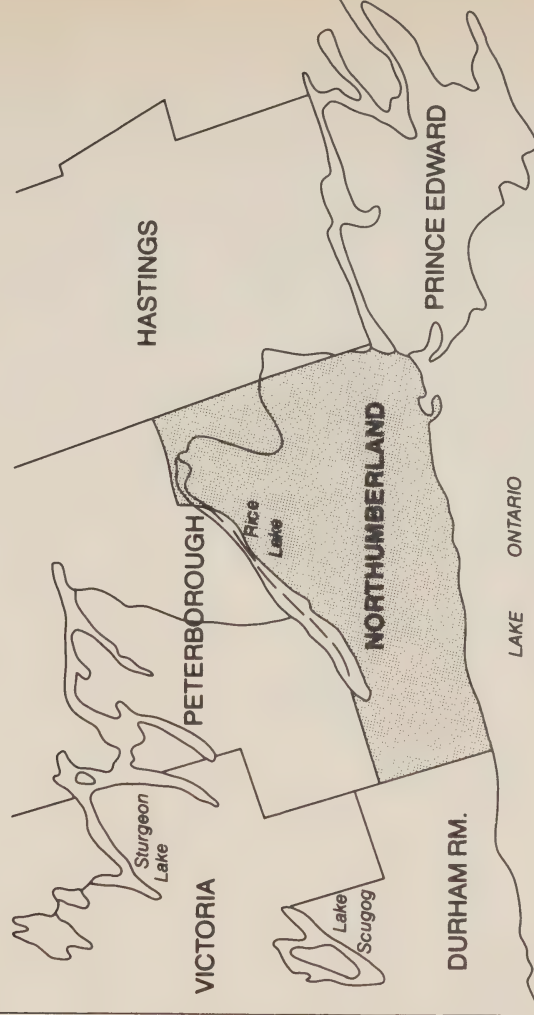 HASTINGS
PRINCE EDWARD
PETERBOROUGH
Rice
Lake
NORTHUMBERLAND
LAKE ONTARIO
Sturgeon
Lake
VICTORIA
Lake
Scugog
DURHAM RM.